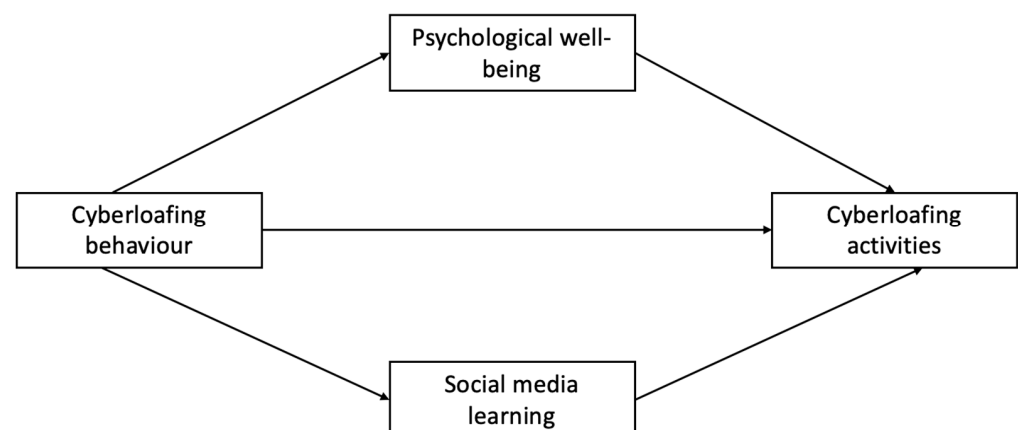 Psychological well-
being
Cyberloafing
behaviour
Cyberloafing
activities
Social media
learning